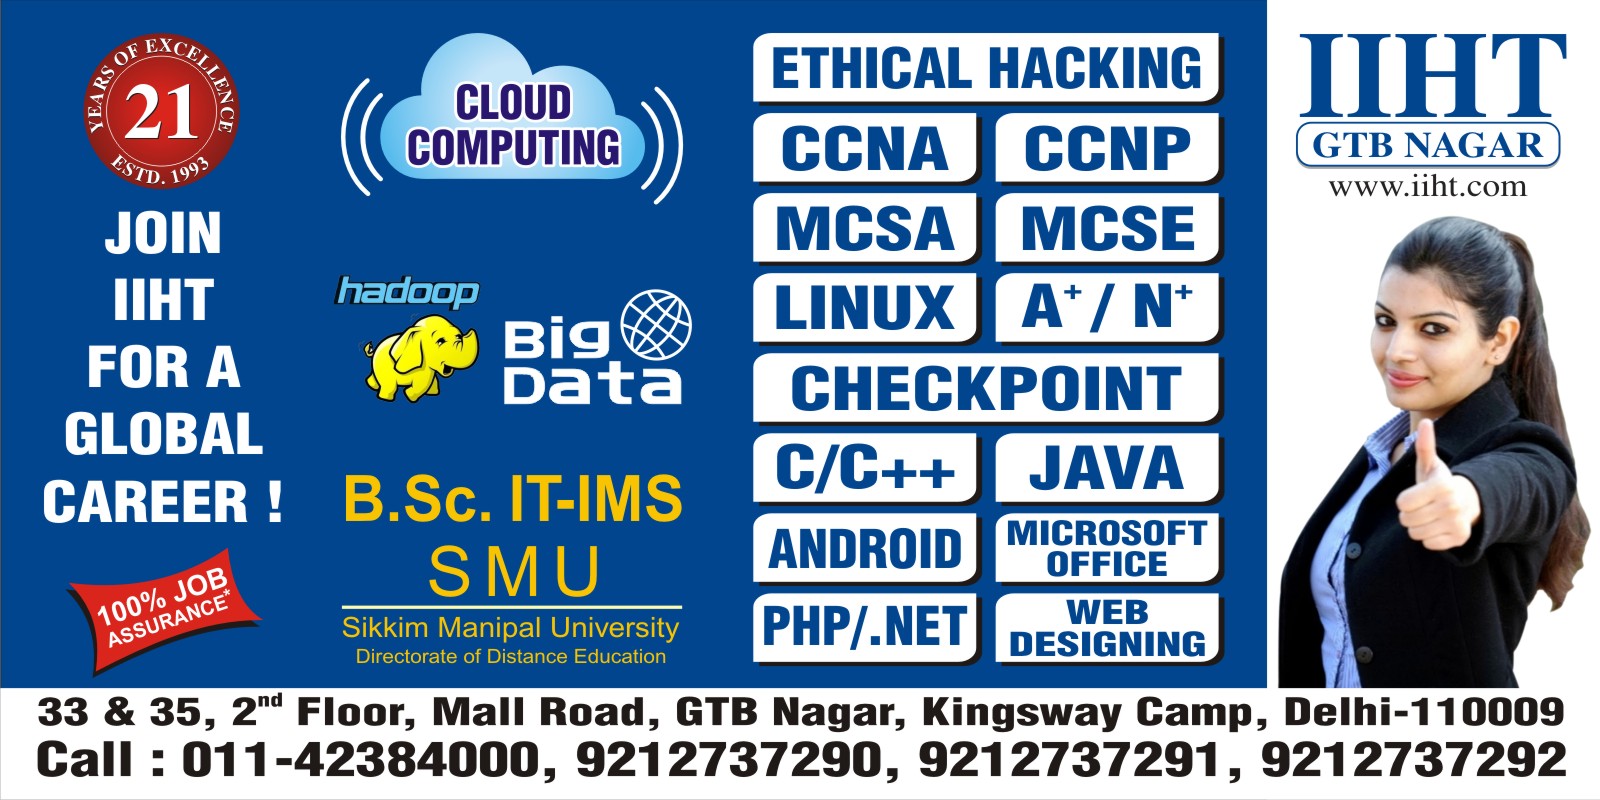 YEARS OF EXCELLENCE
21
ESTD. 1993
JOIN
IIHT
FOR A
GLOBAL
CAREER !
100% JOB
ASSURANCE*
CLOUD
COMPUTING
hadoop
Big
Data
B.Sc. IT-IMS
SMU
Sikkim Manipal University
Directorate of Distance Education
ETHICAL HACKING
CCNA CCNP
MCSA MCSE
LINUX A+ / N+
CHECKPOINT
C/C++ JAVA
ANDROID
MICROSOFT
OFFICE
PHP/.NET
WEB
DESIGNING
IIHT
GTB NAGAR
www.iiht.com
33 & 35, 2nd Floor, Mall Road, GTB Nagar, Kingsway Camp, Delhi-110009
Call : 011-42384000, 9212737290, 9212737291, 9212737292